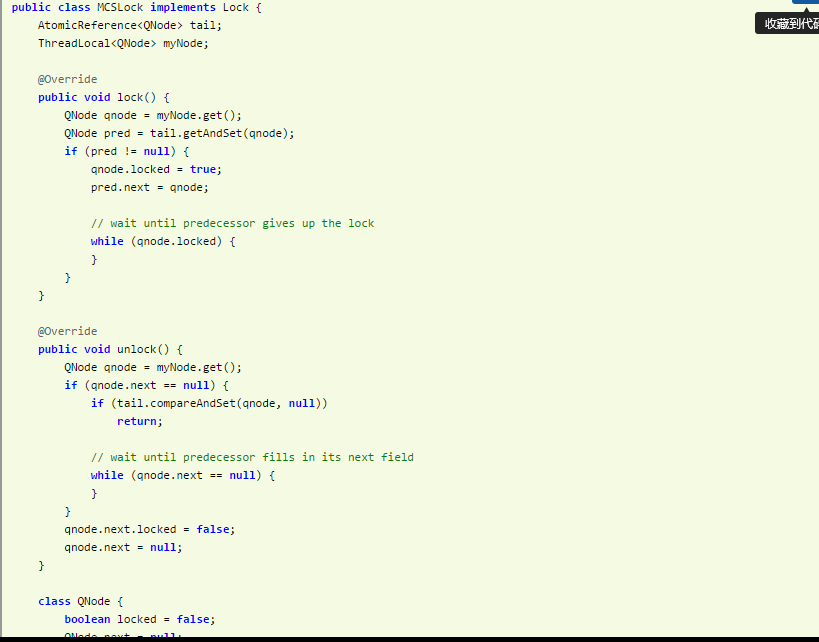 public class MCSLock implements Lock {
    AtomicReference<QNode> tail;
    ThreadLocal<QNode> myNode;
收藏到代码
    @Override
    public void lock() {
        QNode qnode = myNode.get();
        QNode pred = tail.getAndSet(qnode);
        if (pred != null) {
            qnode.locked = true;
            pred.next = qnode;
            // wait until predecessor gives up the lock
            while (qnode.locked) {
            }
        }
    }
    @Override
    public void unlock() {
        QNode qnode = myNode.get();
        if (qnode.next == null) {
            if (tail.compareAndSet(qnode, null))
                return;
            // wait until predecessor fills in its next field
            while (qnode.next == null) {
            }
        }
        qnode.next.locked = false;
        qnode.next = null;
    }
    class QNode {
        boolean locked = false;
        QNode next = null;